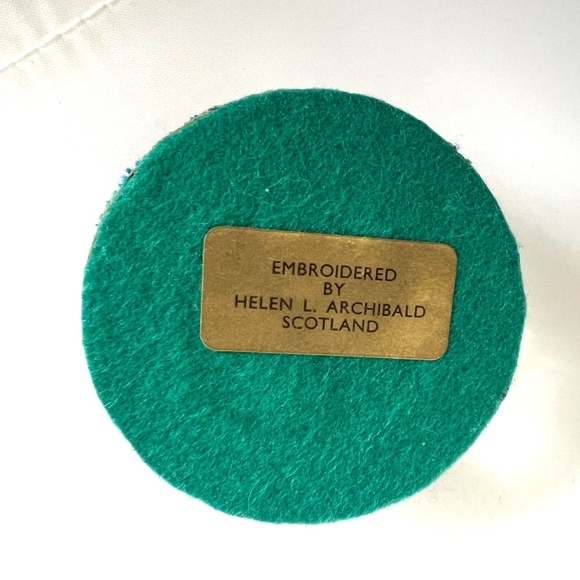 EMBROIDERED
BY
HELEN L. ARCHIBALD
SCOTLAND